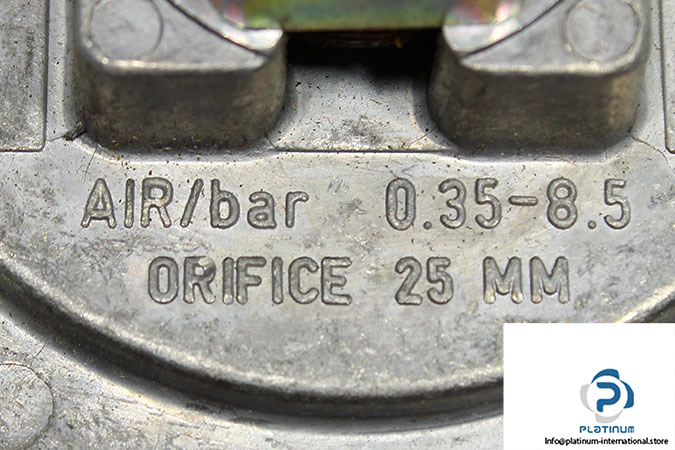 AIR/bar 0.35-8.5
ORIFICE 25 MM
PLATINUM
Info@platinum-international.store